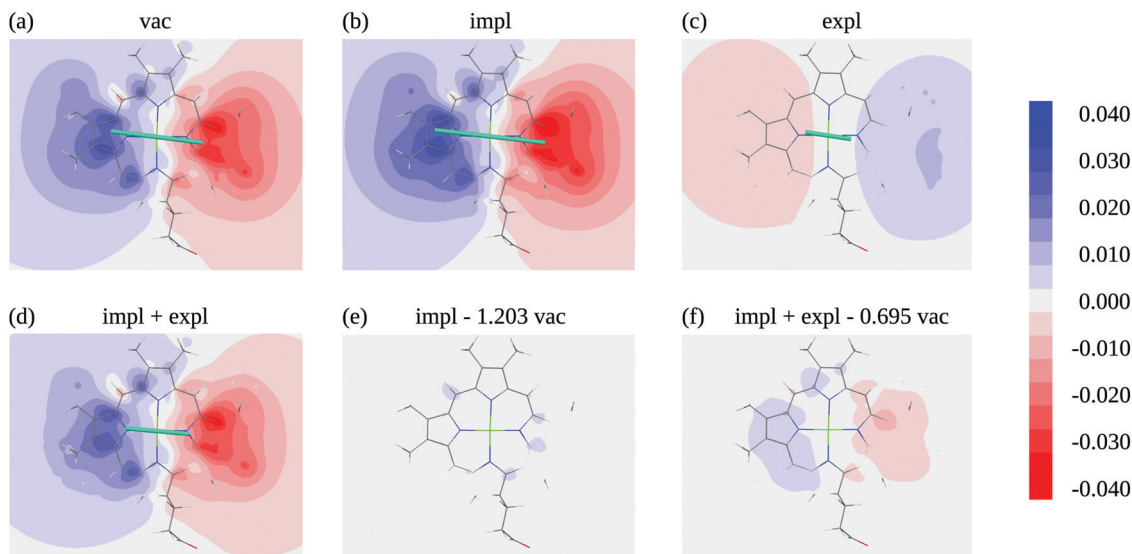 (a) vac
(b) impl
(c) expl
0.040
0.030
0.020
0.010
0.000
-0.010
-0.020
-0.030
-0.040
(d) impl + expl
(e) impl - 1.203 vac
(f) impl + expl - 0.695 vac